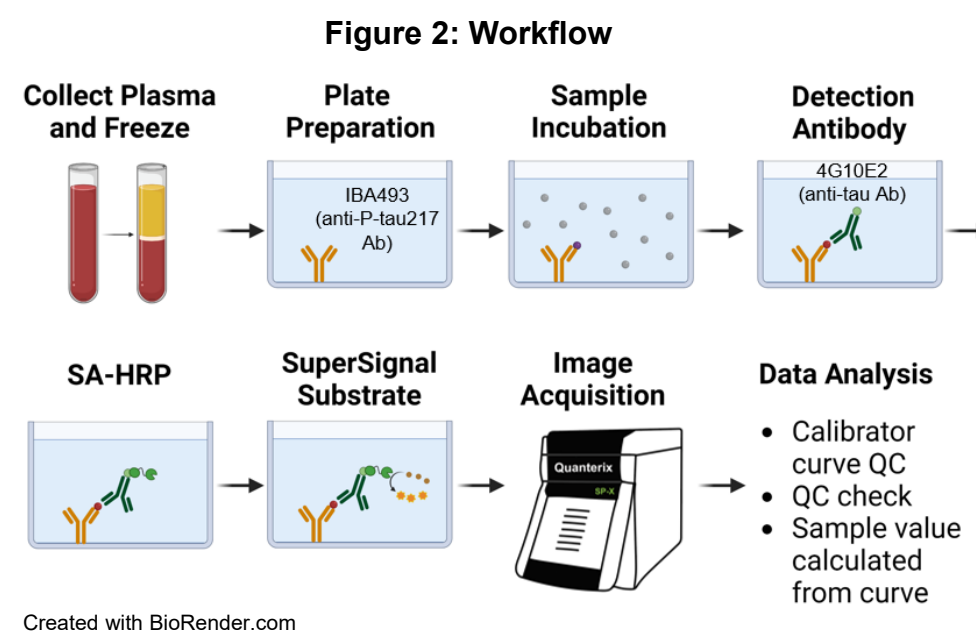 Figure 2: Workflow
Collect Plasma
and Freeze
Plate
Preparation
Sample
Incubation
Detection
Antibody
IBA493
(anti-P-tau217
Ab)
4G10E2
(anti-tau Ab)
SA-HRP
SuperSignal
Substrate
Image
Acquisition
Data Analysis
Quanterix
SP-X
• Calibrator
curve QC
• QC check
• Sample value
calculated
from curve
Created with BioRender.com